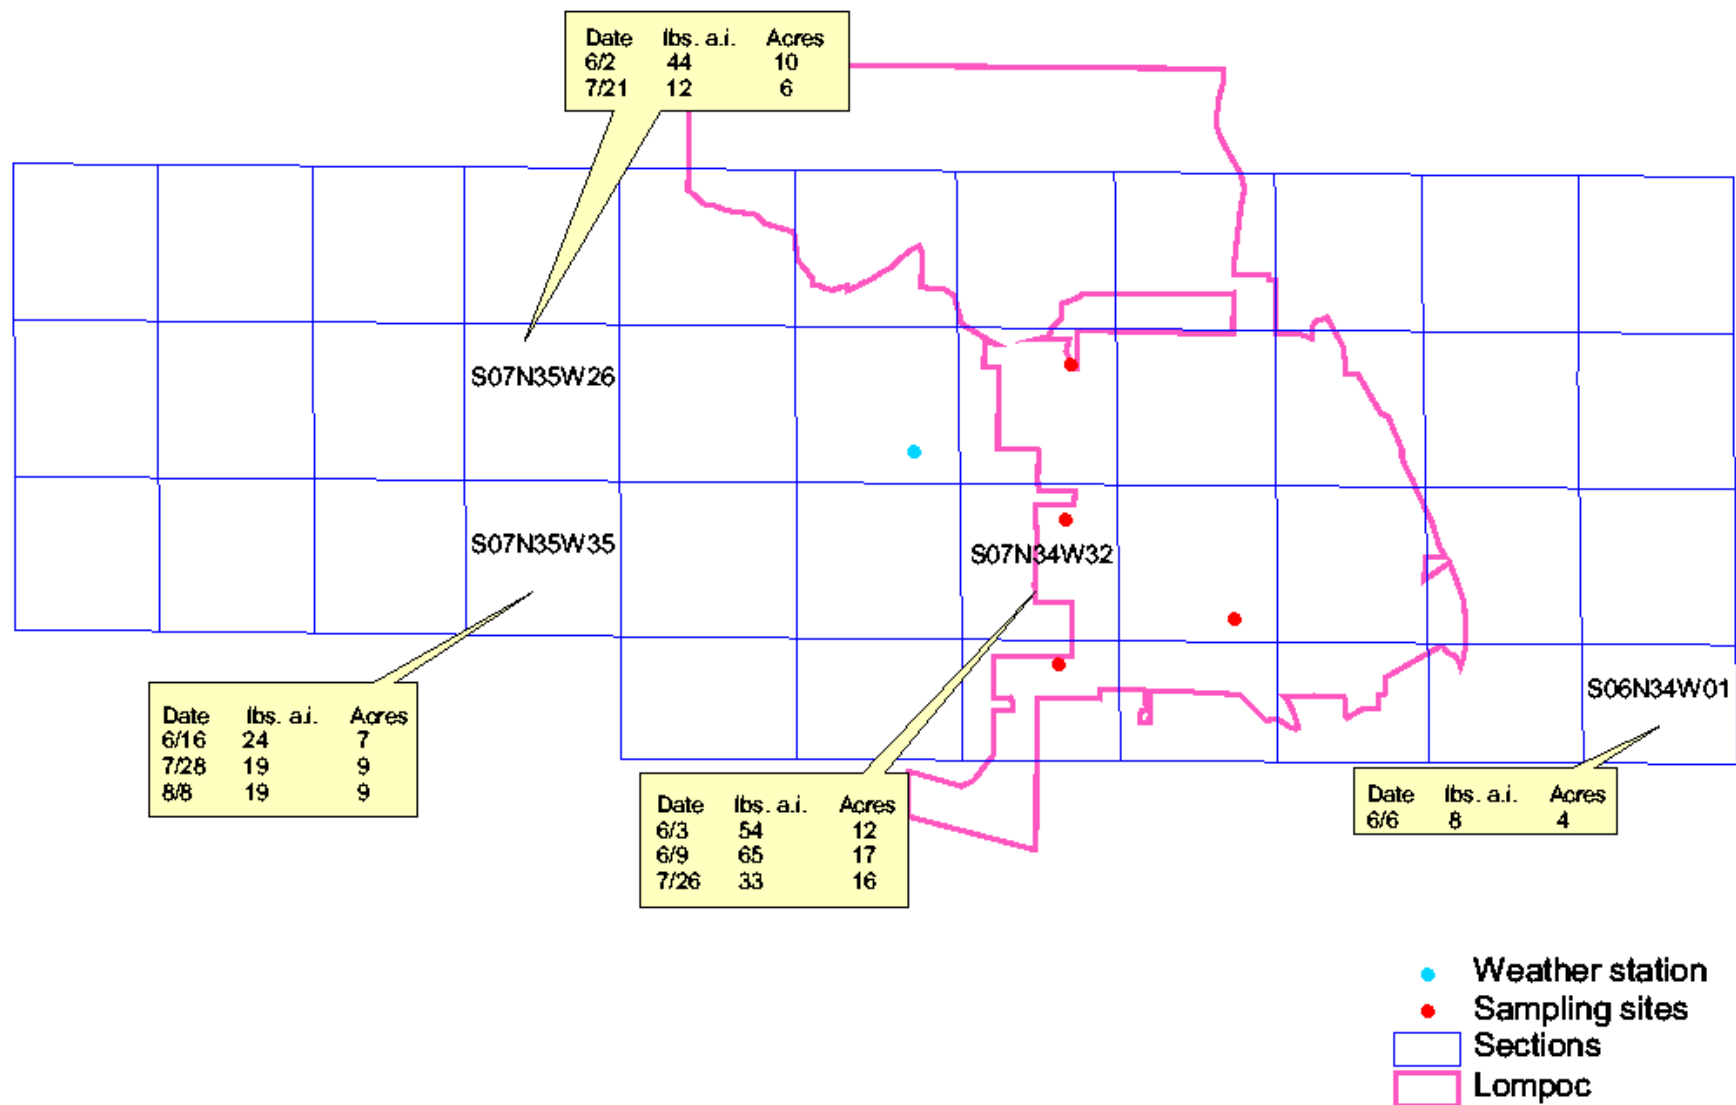 Date lbs. a.i. Acres
6/2 44 10
7/21 12 6
S07N35W26
S07N35W35
S07N34W32
S06N34W01
Date lbs. a.i. Acres
6/16 24 7
7/28 19 9
8/8 19 9
Date lbs. a.i. Acres
6/3 54 12
6/9 65 17
7/26 33 16
Date lbs. a.i. Acres
6/6 8 4
Weather station
Sampling sites
Sections
Lompoc